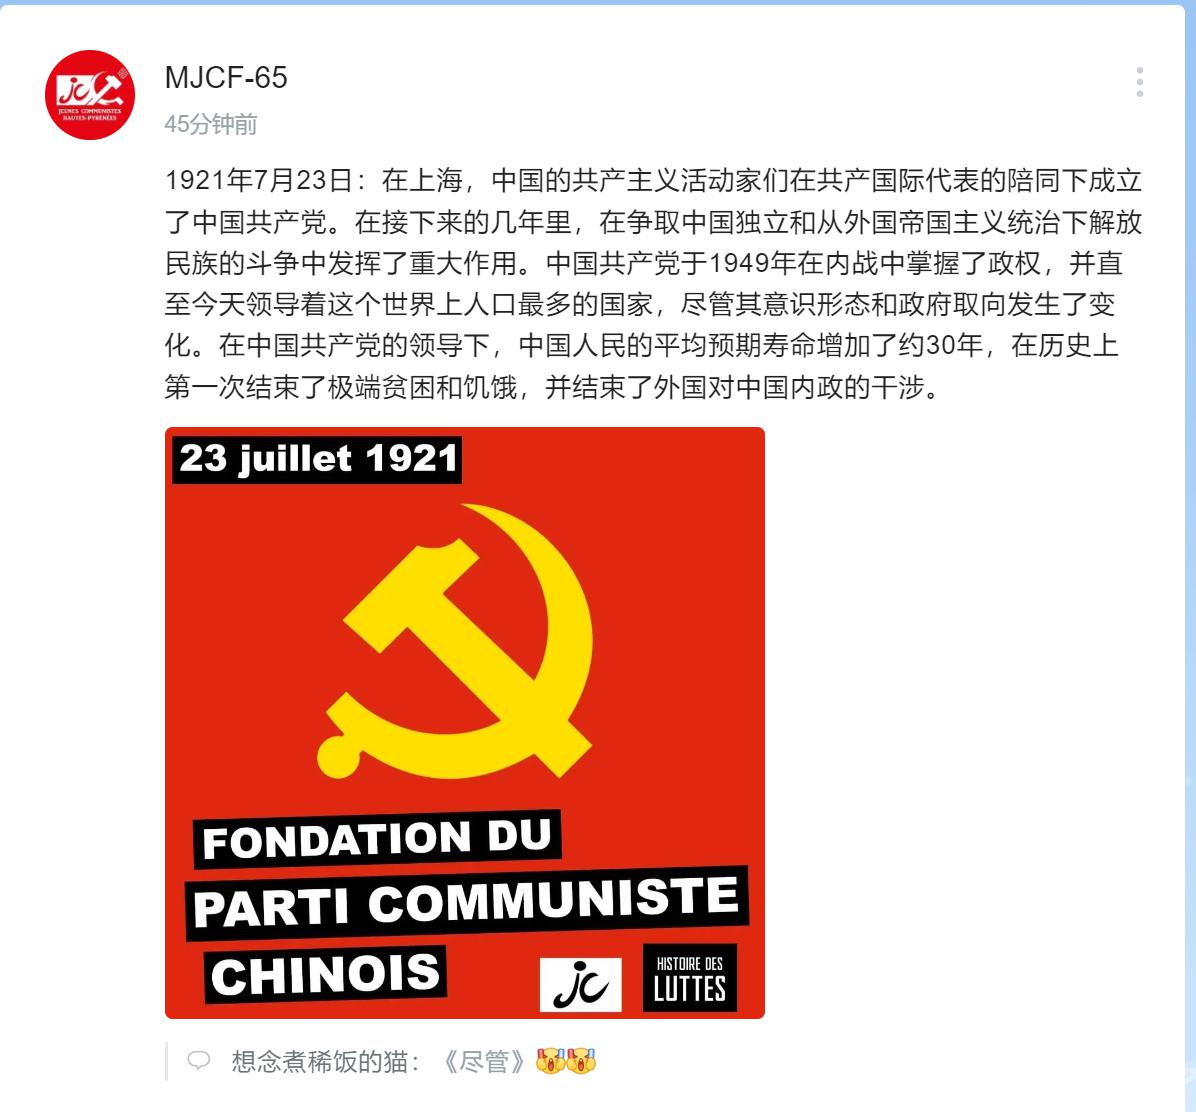 MJCF-65
JEUNES COMMUNISTES
HAUTES-PYRENÉES
45分钟前
1921年7月23日：在上海，中国的共产主义活动家们在共产国际代表的陪同下成立
了中国共产党。在接下来的几年里，在争取中国独立和从外国帝国主义统治下解放
民族的斗争中发挥了重大作用。中国共产党于1949年在内战中掌握了政权，并直
至今天领导着这个世界上人口最多的国家，尽管其意识形态和政府取向发生了变
化。在中国共产党的领导下，中国人民的平均预期寿命增加了约30年，在历史上
第一次结束了极端贫困和饥饿，并结束了外国对中国内政的干涉。
23 juillet 1921
FONDATION DU
PARTI COMMUNISTE
CHINOIS
jc
HISTOIRE DES
LUTTES
想念煮稀饭的猫：《尽管》